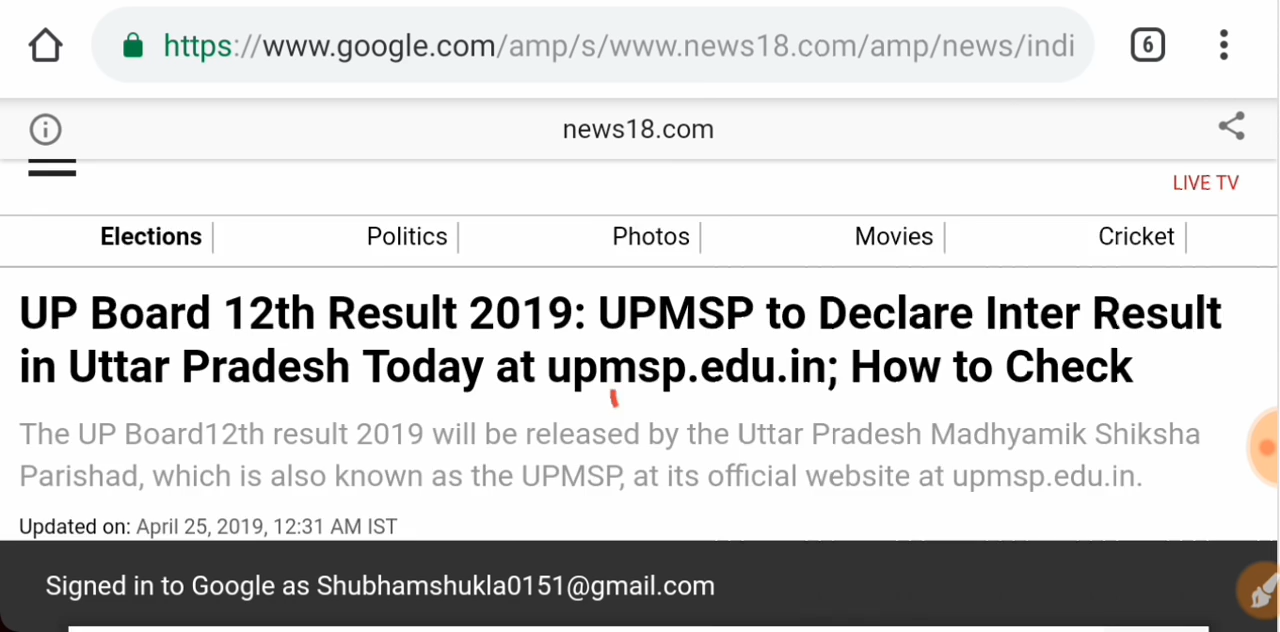 https://www.google.com/amp/s/www.news18.com/amp/news/indi
6
news18.com
LIVE TV
Elections
Politics
Photos
Movies
Cricket
UP Board 12th Result 2019: UPMSP to Declare Inter Result
in Uttar Pradesh Today at upmsp.edu.in; How to Check
The UP Board12th result 2019 will be released by the Uttar Pradesh Madhyamik Shiksha
Parishad, which is also known as the UPMSP, at its official website at upmsp.edu.in.
Updated on: April 25, 2019, 12:31 AM IST
Signed in to Google as Shubhamshukla0151@gmail.com